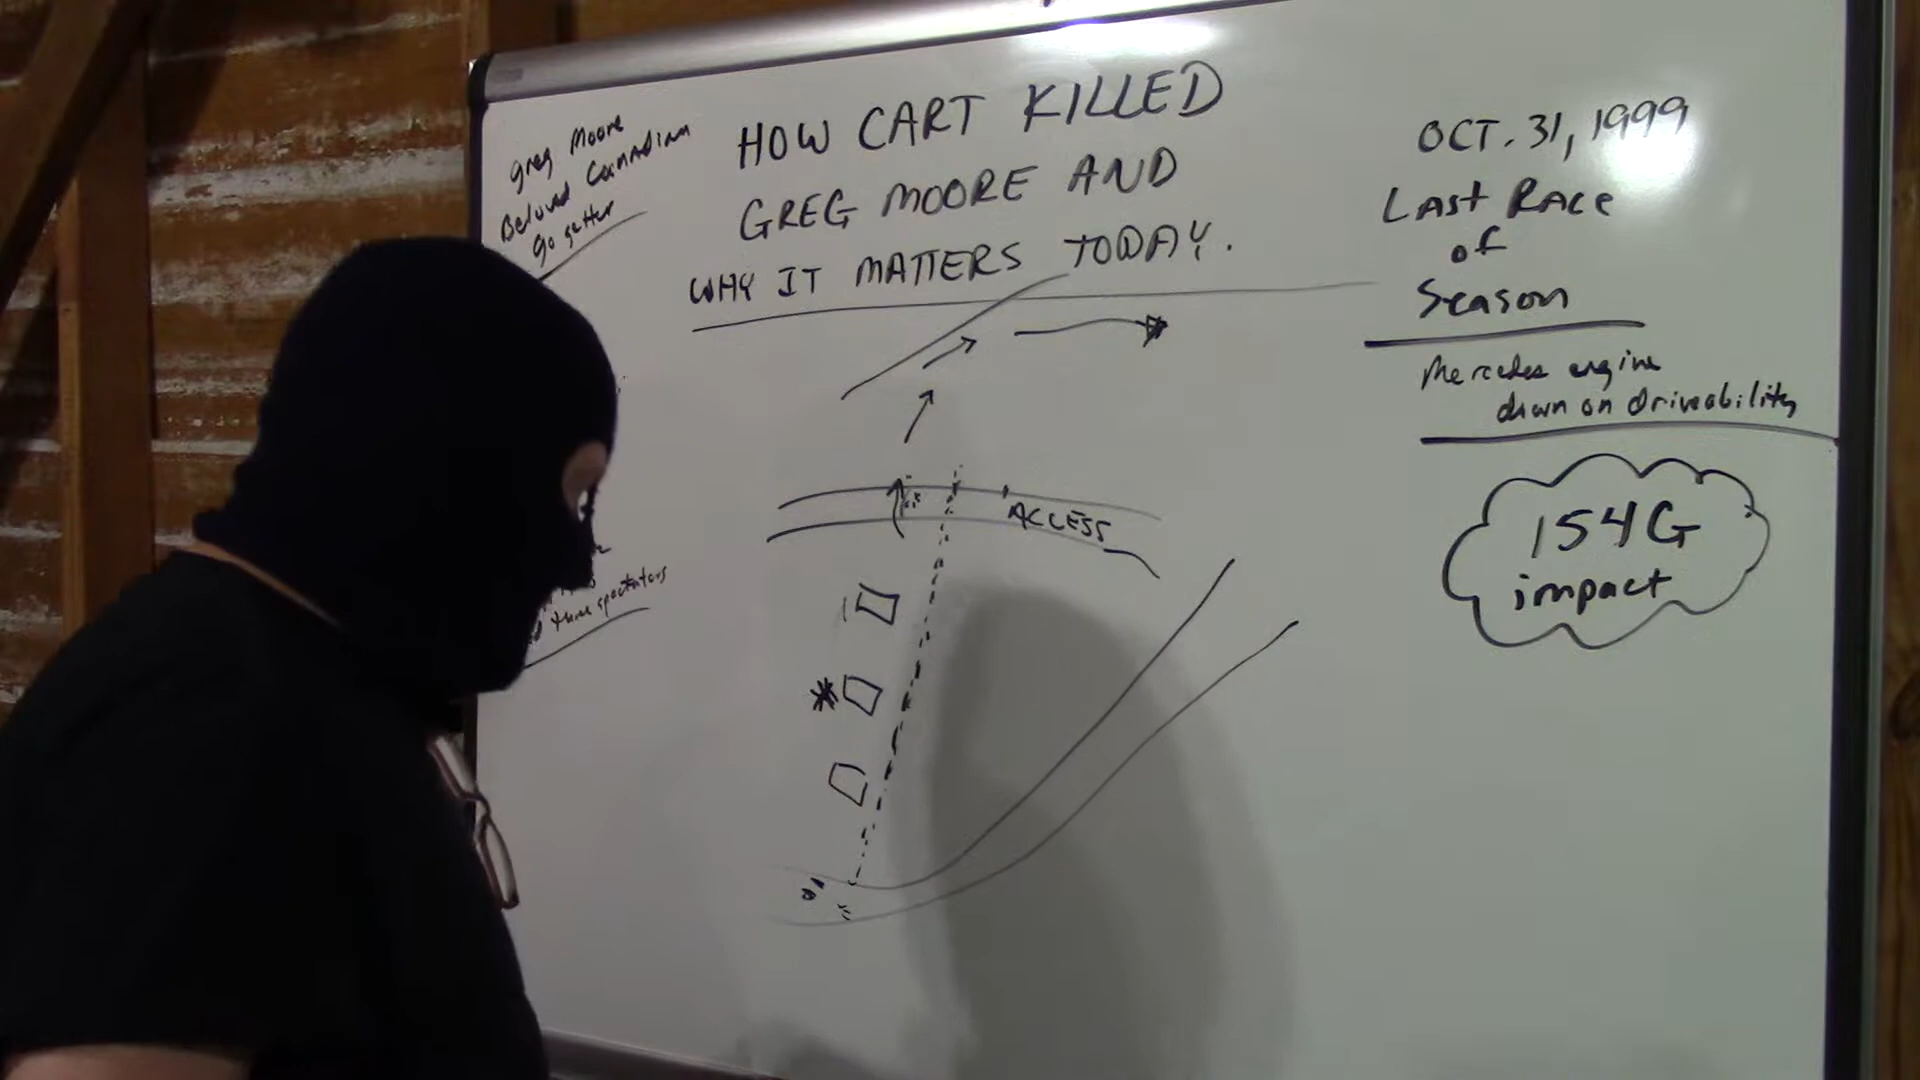 Greg Moore
Beloved Canadian
go getter
HOW CART KILLED
GREG MOORE AND
WHY IT MATTERS TODAY.
OCT. 31, 1999
LAST RACE
of
Season
Mercedes engine
down on driveability
154G
impact
ACCESS
three spectators